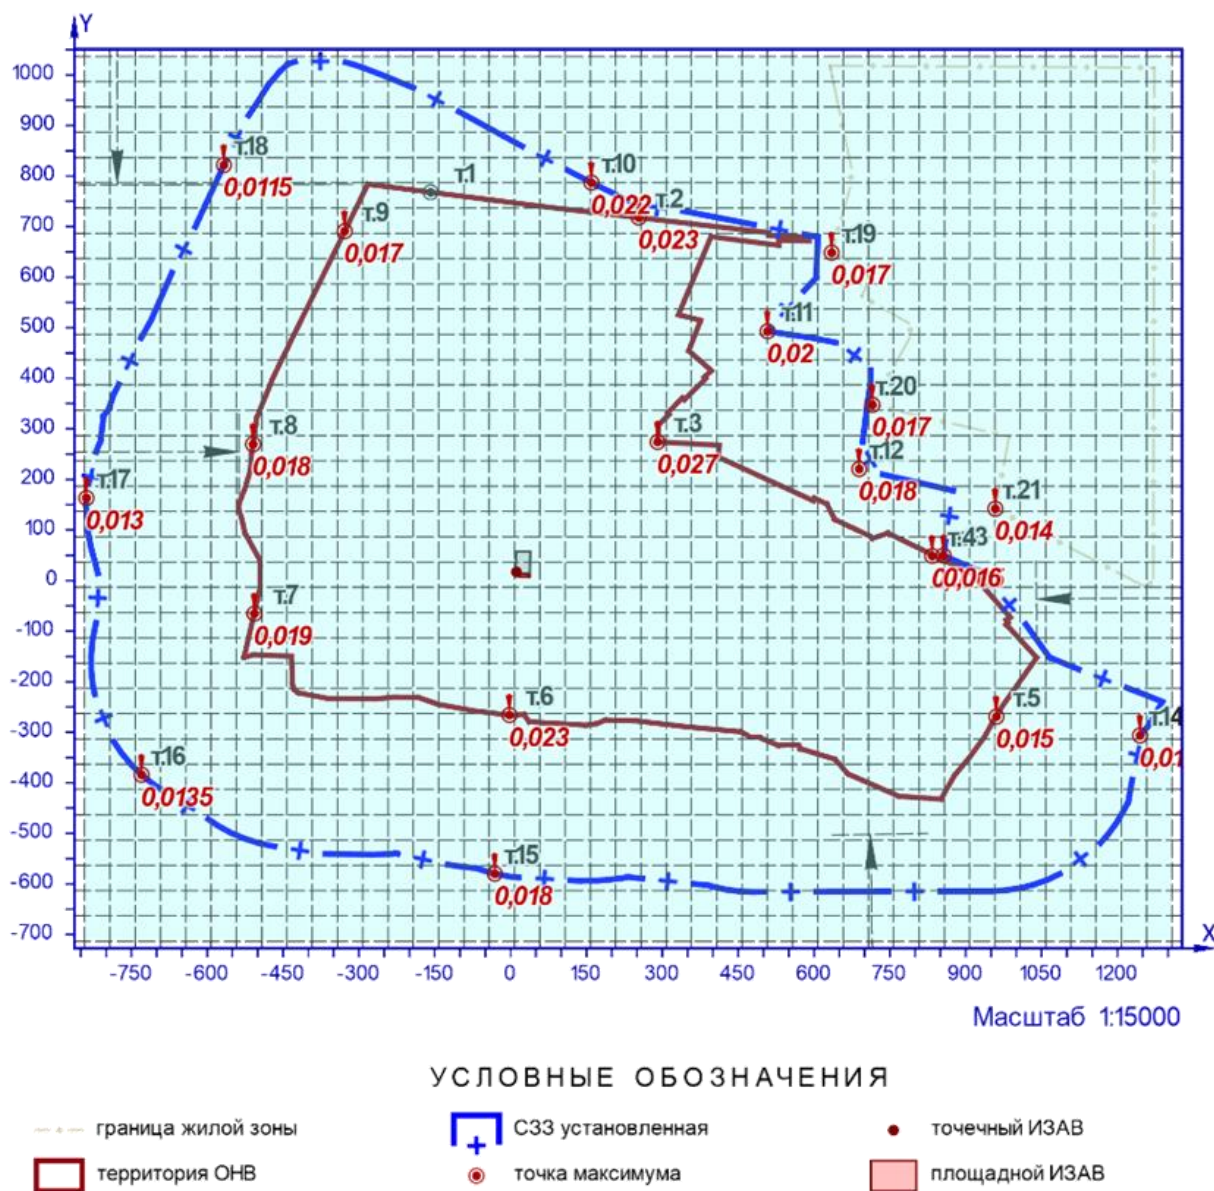 Y
1000
900
800
700
600
500
400
300
200
100
0
-100
-200
-300
-400
-500
-600
-700
т.18
0,0115
т.10
0,022
т.1
т.2
0,023
т.9
0,017
т.19
0,017
т.11
0,02
т.20
0,017
т.8
0,018
т.3
0,027
т.12
0,018
т.17
0,013
т.21
0,014
0,016
т.7
0,019
т.6
0,023
т.5
0,015
т.14
0,01
т.16
0,0135
т.15
0,018
X
-750 -600 -450 -300 -150 0 150 300 450 600 750 900 1050 1200
Масштаб 1:15000
УСЛОВНЫЕ ОБОЗНАЧЕНИЯ
граница жилой зоны СЗЗ установленная точечный ИЗАВ
территория ОНВ точка максимума площадной ИЗАВ